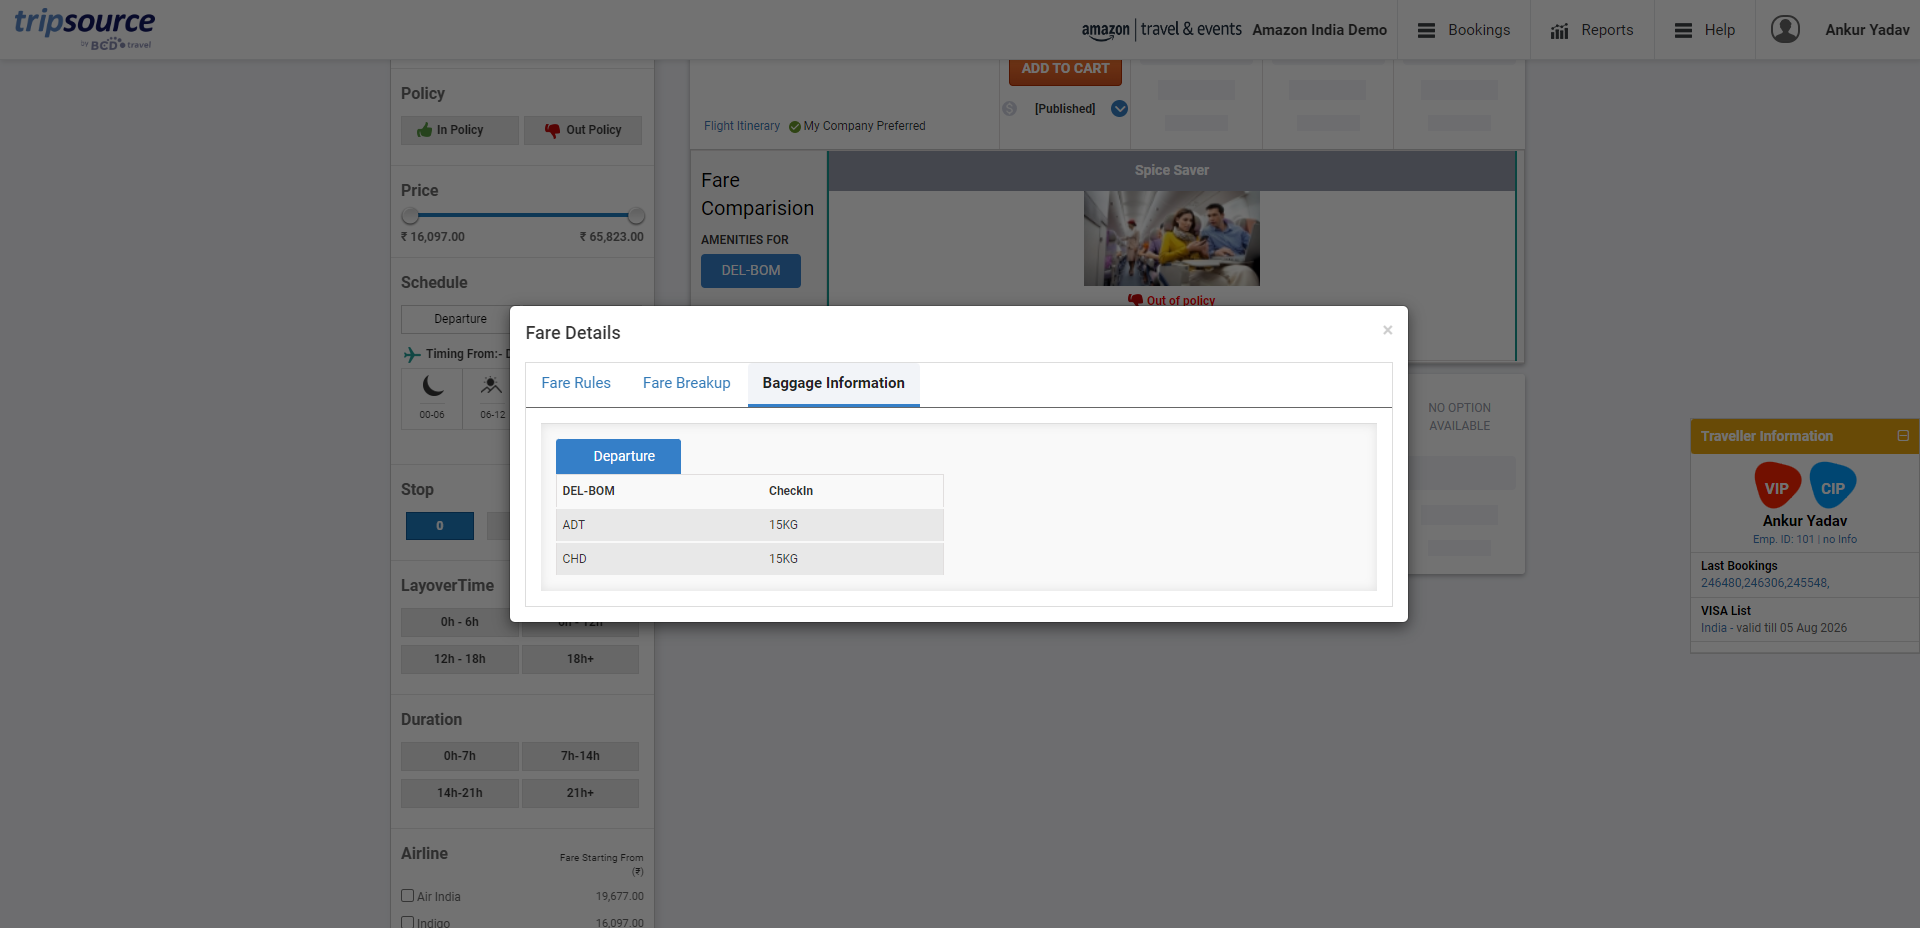 tripsource
by BCD travel
amazon travel & events
Amazon India Demo
Bookings
Reports
Help
Ankur Yadav
Policy
In Policy
Out Policy
Price
₹ 16,097.00
₹ 65,823.00
Schedule
Departure
Timing From:- D
00-06
06-12
Stop
0
LayoverTime
0h - 6h
6h - 12h
12h - 18h
18h+
Duration
0h-7h
7h-14h
14h-21h
21h+
Airline
Fare Starting From
(₹)
Air India
19,677.00
Indigo
16,097.00
ADD TO CART
[Published]
Flight Itinerary
My Company Preferred
Fare
Comparision
AMENITIES FOR
DEL-BOM
Spice Saver
Out of policy
Fare Details
×
Fare Rules
Fare Breakup
Baggage Information
Departure
DEL-BOM CheckIn
ADT 15KG
CHD 15KG
NO OPTION
AVAILABLE
Traveller Information
VIP
CIP
Ankur Yadav
Emp. ID: 101 | no Info
Last Bookings
246480,246306,245548,
VISA List
India - valid till 05 Aug 2026